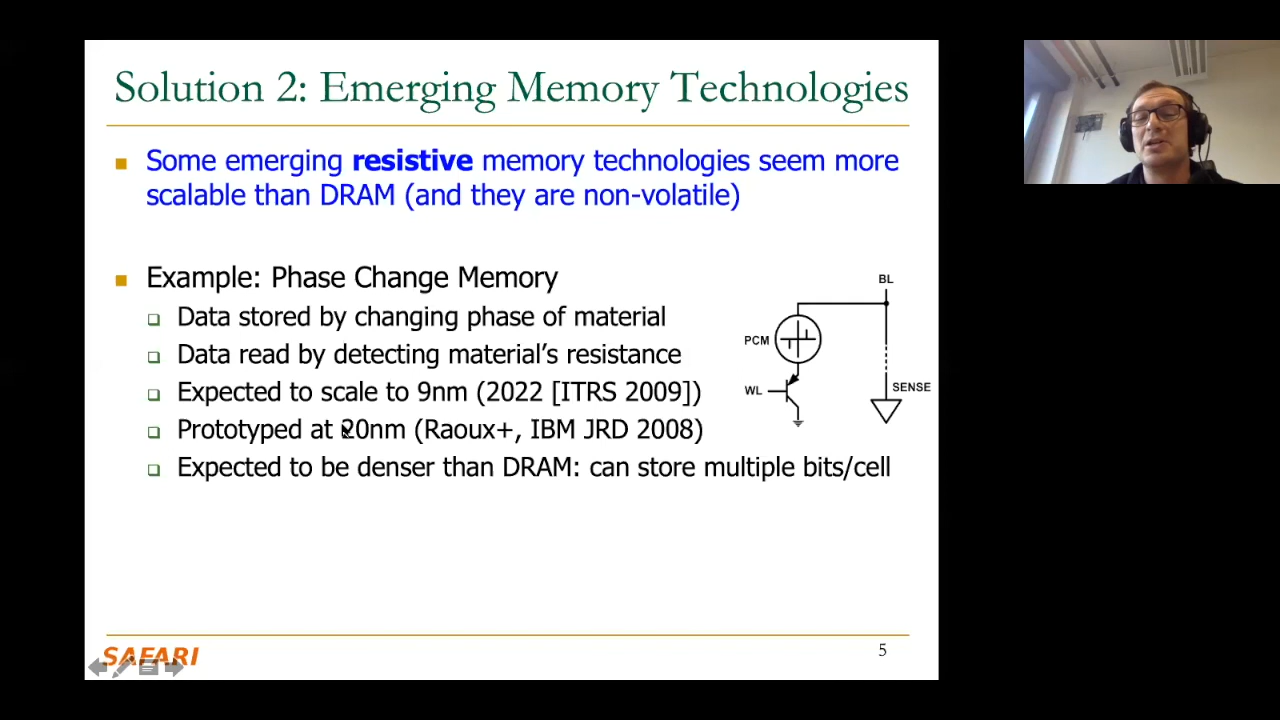 Solution 2: Emerging Memory Technologies
Some emerging resistive memory technologies seem more
scalable than DRAM (and they are non-volatile)
Example: Phase Change Memory
Data stored by changing phase of material
Data read by detecting material's resistance
Expected to scale to 9nm (2022 [ITRS 2009])
Prototyped at 20nm (Raoux+, IBM JRD 2008)
Expected to be denser than DRAM: can store multiple bits/cell
BL
PCM
WL
SENSE
SAFARI
5